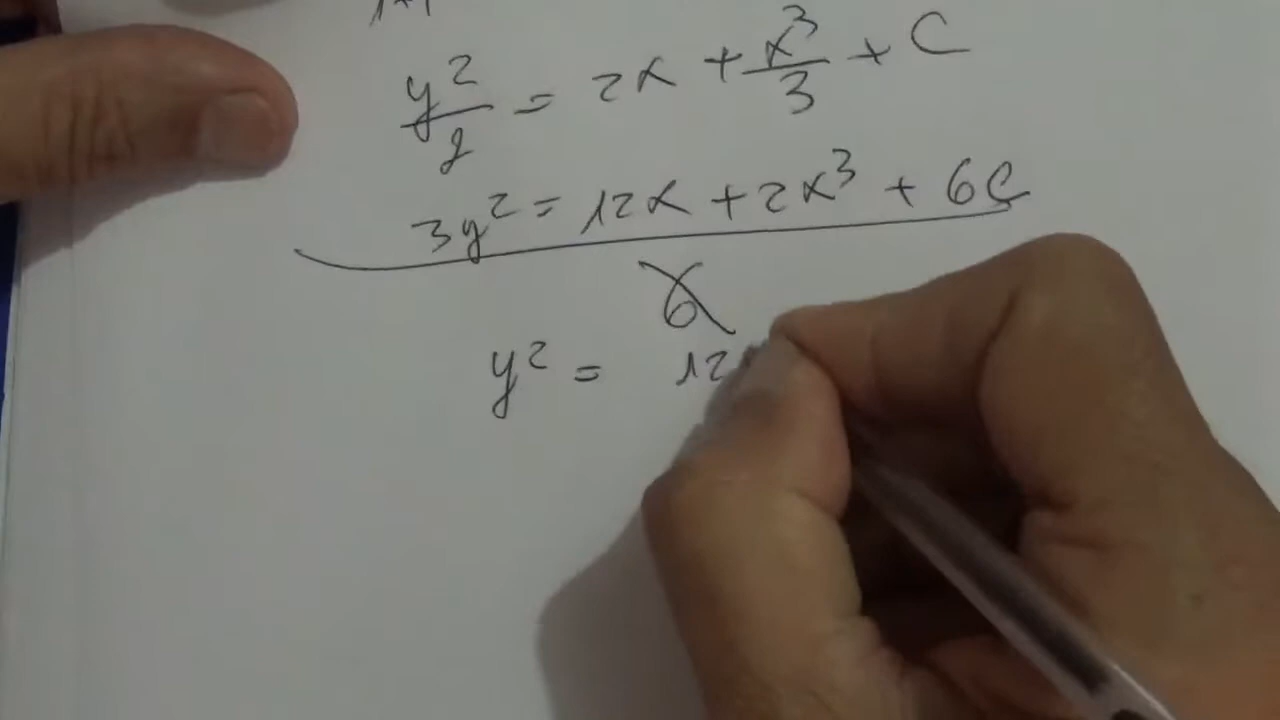 y²/2 = 2x + x³/3 + C
3y² = 12x + 2x³ + 6C
6
y² = 12